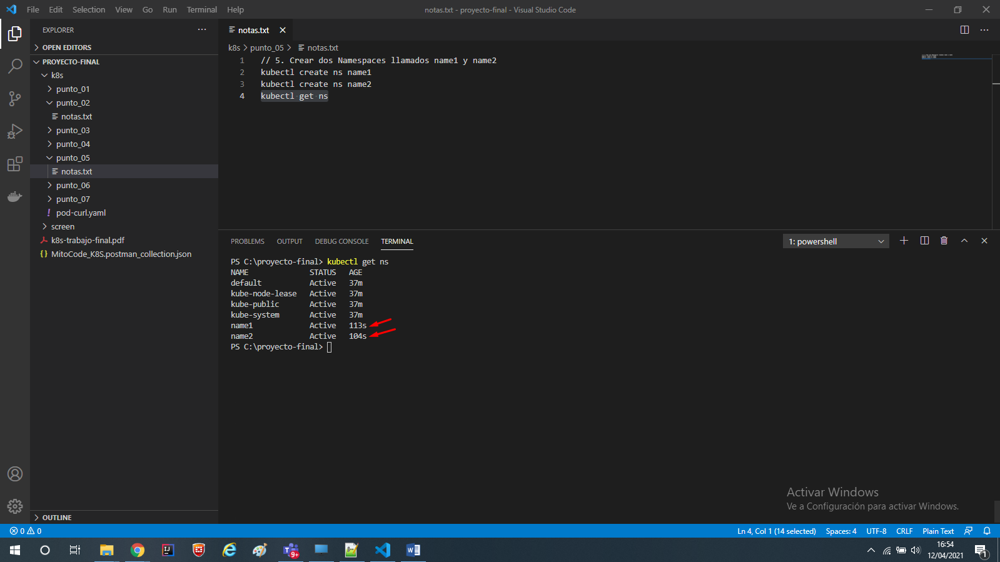 File Edit Selection View Go Run Terminal Help
notas.txt - proyecto-final - Visual Studio Code
EXPLORER
OPEN EDITORS
PROYECTO-FINAL
k8s
punto_01
punto_02
notas.txt
punto_03
punto_04
punto_05
notas.txt
punto_06
punto_07
! pod-curl.yaml
screen
k8s-trabajo-final.pdf
{} MitoCode_K8S.postman_collection.json
OUTLINE
notas.txt
k8s > punto_05 > notas.txt
1 // 5. Crear dos Namespaces llamados name1 y name2
2 kubectl create ns name1
3 kubectl create ns name2
4 kubectl get ns
PROBLEMS OUTPUT DEBUG CONSOLE TERMINAL
1: powershell
PS C:\proyecto-final> kubectl get ns
NAME STATUS AGE
default Active 37m
kube-node-lease Active 37m
kube-public Active 37m
kube-system Active 37m
name1 Active 113s
name2 Active 104s
PS C:\proyecto-final>
Activar Windows
Ve a Configuración para activar Windows.
0 0
Ln 4, Col 1 (14 selected) Spaces: 4 UTF-8 CRLF Plain Text
9+
16:54
12/04/2021
1